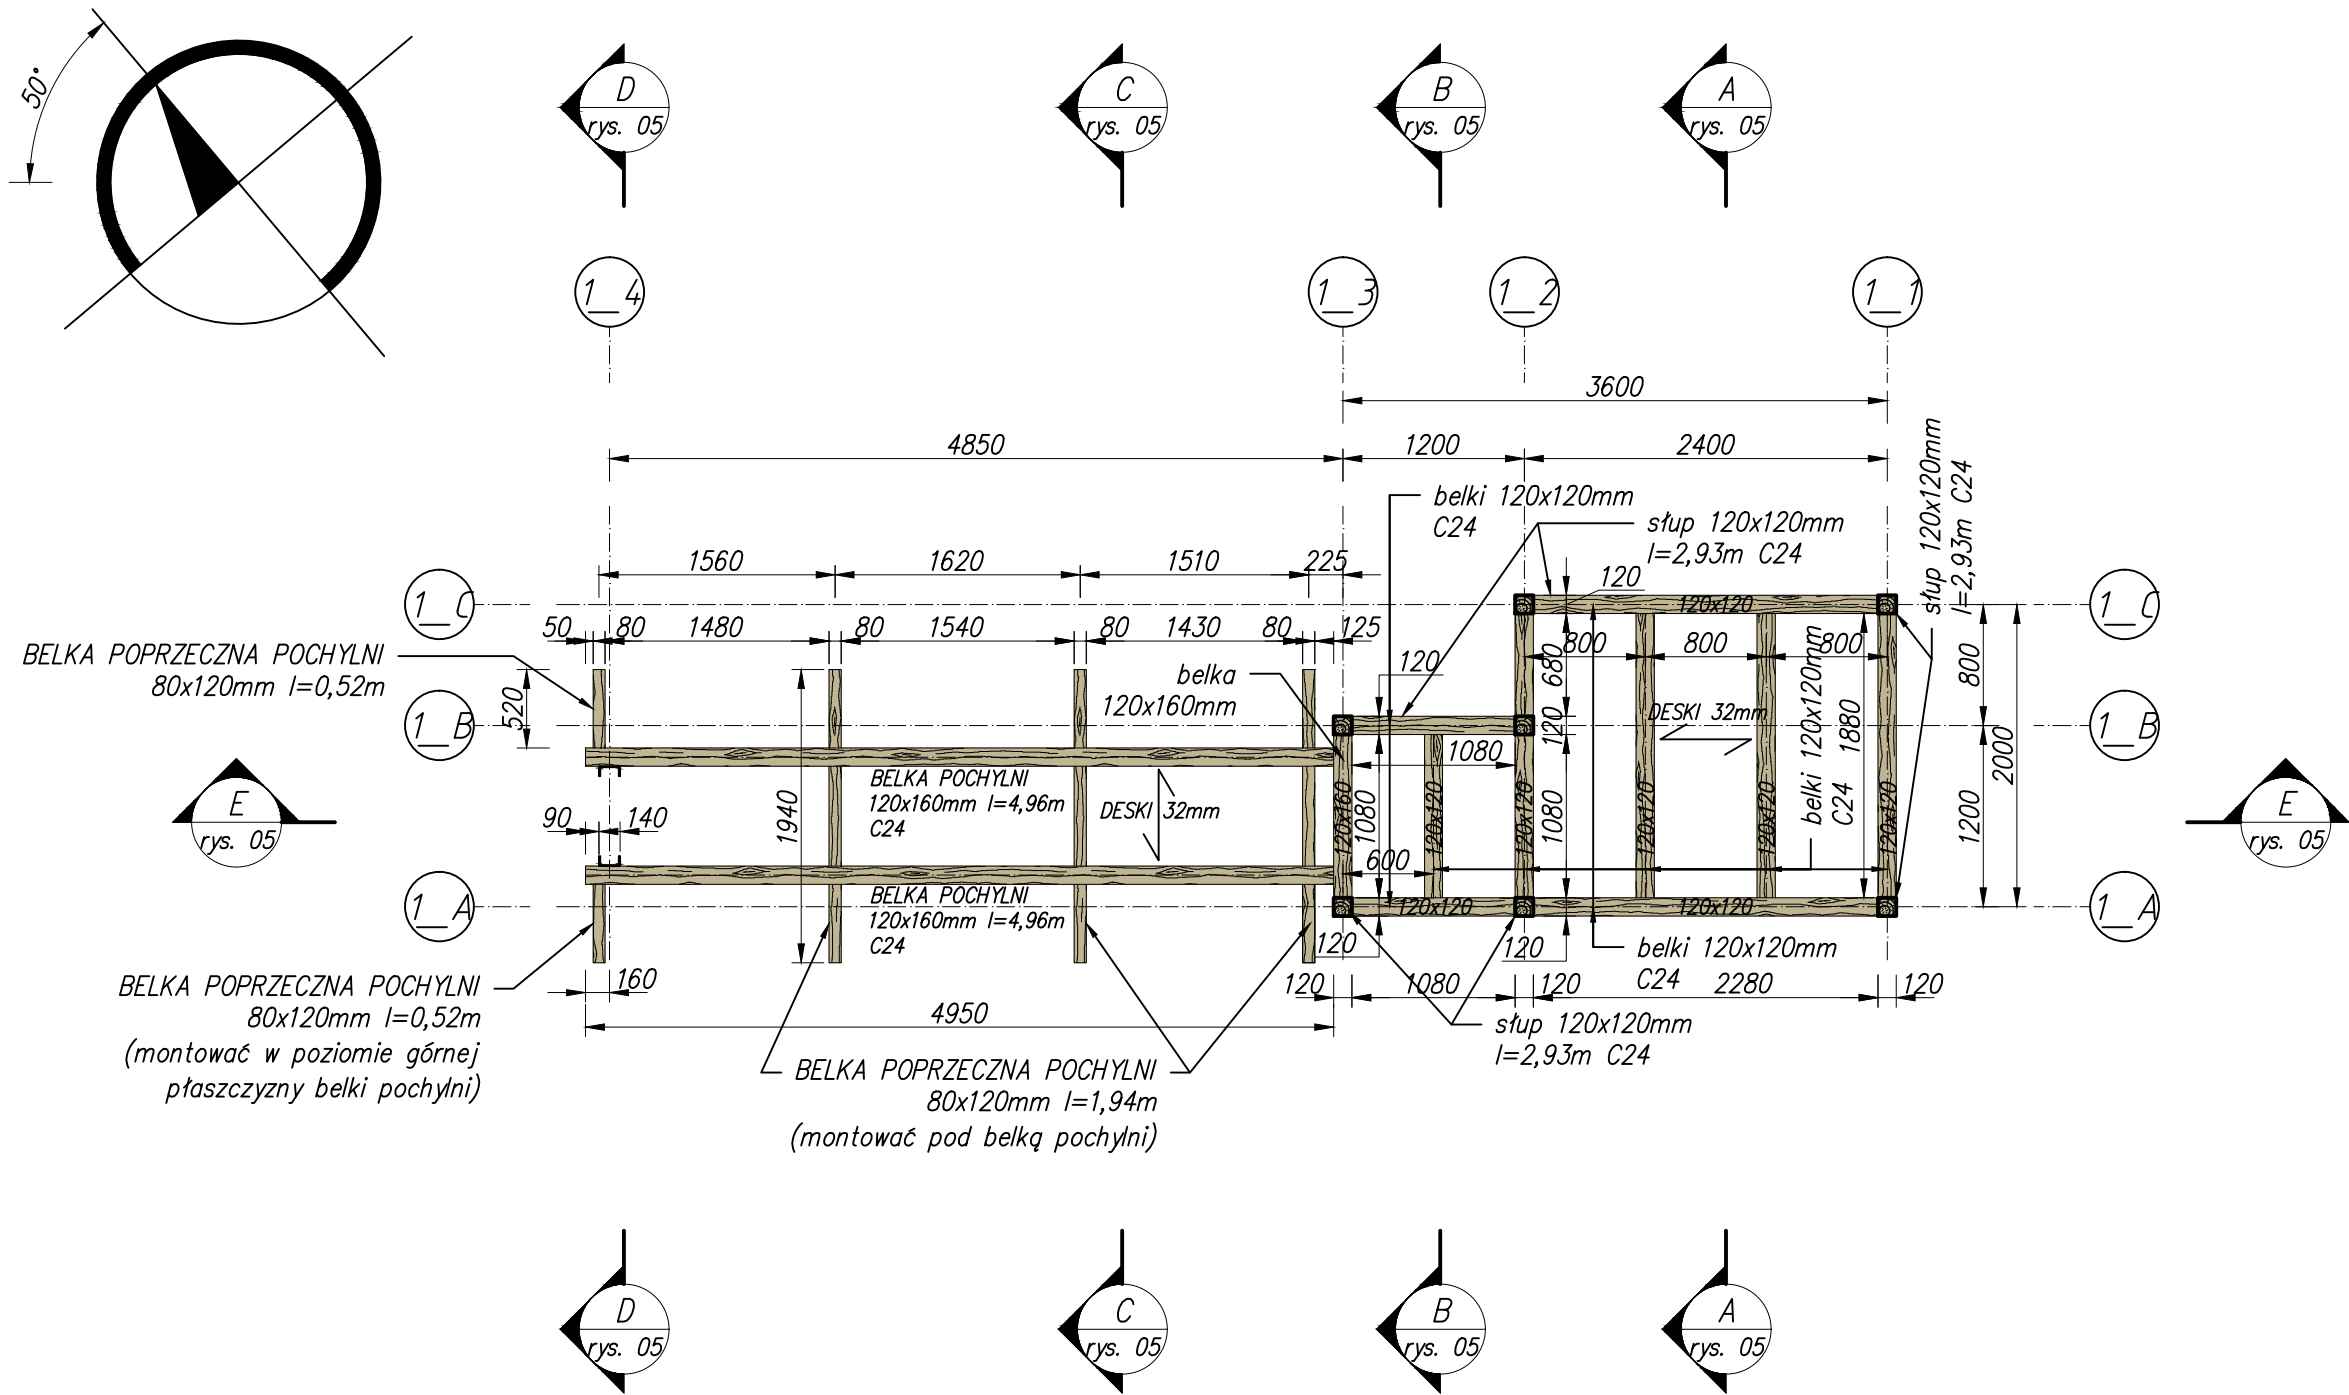 50°
D
rys. 05
C
rys. 05
B
rys. 05
A
rys. 05
1_4
1_3
1_2
1_1
3600
4850
1200
2400
belki 120x120mm
C24
słup 120x120mm
l=2,93m C24
słup 120x120mm
l=2,93m C24
1560
1620
1510
225
120
1_C
120x120
1_C
50
80
1480
80
1540
80
1430
80
125
800
800
800
BELKA POPRZECZNA POCHYLNI
80x120mm l=0,52m
520
belka
120x160mm
120
680
120
800
2000
1_B
DESKI 32mm
1_B
1080
1880
belki 120x120mm
C24
E
rys. 05
BELKA POCHYLNI
120x160mm l=4,96m
C24
DESKI 32mm
90
140
1940
120x160
1080
120x120
120x120
1080
120x120
120x120
120x120
1200
E
rys. 05
600
1_A
BELKA POCHYLNI
120x160mm l=4,96m
C24
120x120
120x120
1_A
120
120
belki 120x120mm
C24
BELKA POPRZECZNA POCHYLNI
80x120mm l=0,52m
(montować w poziomie górnej
płaszczyzny belki pochylni)
160
4950
120
1080
120
2280
120
słup 120x120mm
l=2,93m C24
BELKA POPRZECZNA POCHYLNI
80x120mm l=1,94m
(montować pod belką pochylni)
D
rys. 05
C
rys. 05
B
rys. 05
A
rys. 05